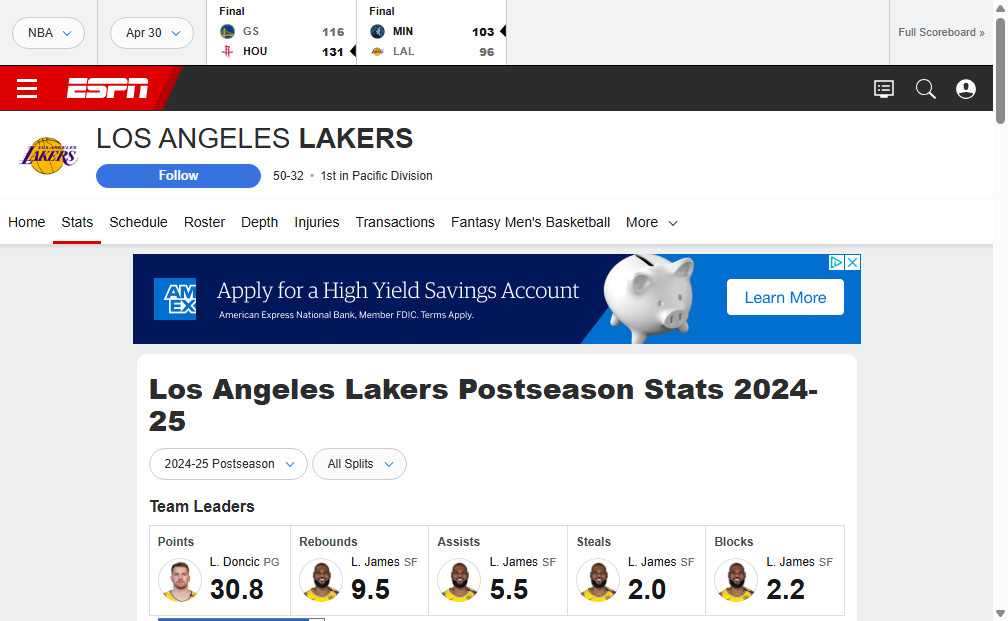 NBA
Apr 30
Final
GS 116
HOU 131
Final
MIN 103
LAL 96
Full Scoreboard »
ESPN
LOS ANGELES LAKERS
LOS ANGELES
LAKERS
Follow
50-32 • 1st in Pacific Division
Home Stats Schedule Roster Depth Injuries Transactions Fantasy Men's Basketball More
AM
EX
Apply for a High Yield Savings Account
American Express National Bank, Member FDIC. Terms Apply.
Learn More
Los Angeles Lakers Postseason Stats 2024-
25
2024-25 Postseason
All Splits
Team Leaders
Points
L. Doncic PG
30.8
Rebounds
L. James SF
9.5
Assists
L. James SF
5.5
Steals
L. James SF
2.0
Blocks
L. James SF
2.2